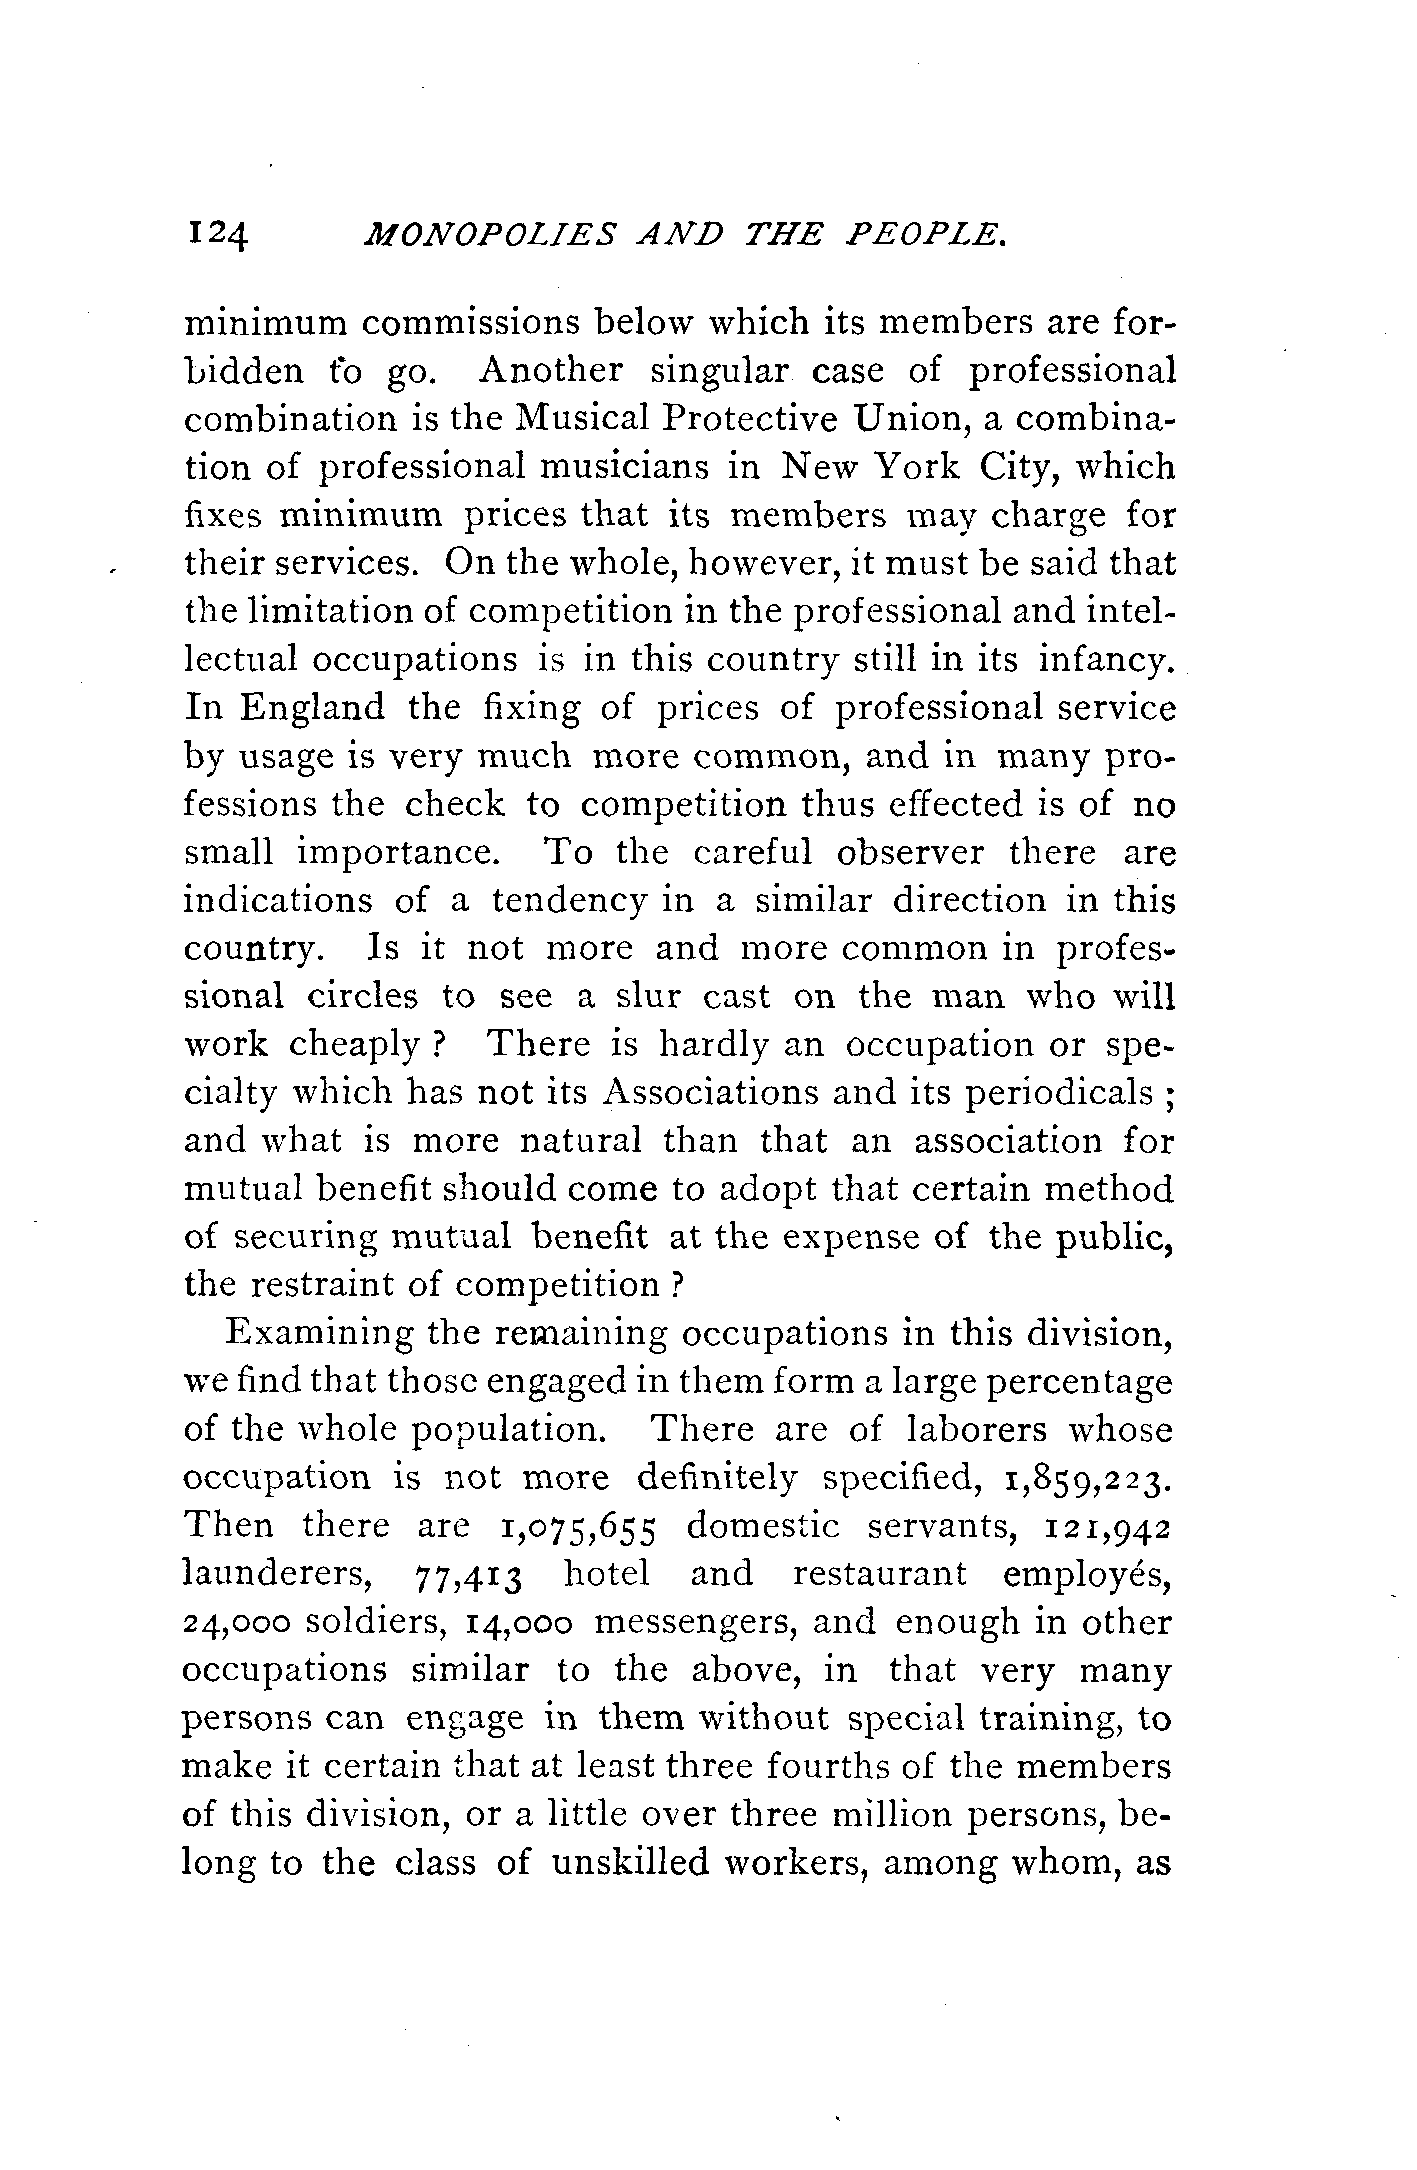 124 MONOPOLIES AND THE PEOPLE.
minimum commissions below which its members are for-
bidden to go. Another singular case of professional
combination is the Musical Protective Union, a combina-
tion of professional musicians in New York City, which
fixes minimum prices that its members may charge for
their services. On the whole, however, it must be said that
the limitation of competition in the professional and intel-
lectual occupations is in this country still in its infancy.
In England the fixing of prices of professional service
by usage is very much more common, and in many pro-
fessions the check to competition thus effected is of no
small importance. To the careful observer there are
indications of a tendency in a similar direction in this
country. Is it not more and more common in profes-
sional circles to see a slur cast on the man who will
work cheaply ? There is hardly an occupation or spe-
cialty which has not its Associations and its periodicals ;
and what is more natural than that an association for
mutual benefit should come to adopt that certain method
of securing mutual benefit at the expense of the public,
the restraint of competition ?
Examining the remaining occupations in this division,
we find that those engaged in them form a large percentage
of the whole population. There are of laborers whose
occupation is not more definitely specified, 1,859,223.
Then there are 1,075,655 domestic servants, 121,942
launderers, 77,413 hotel and restaurant employés,
24,000 soldiers, 14,000 messengers, and enough in other
occupations similar to the above, in that very many
persons can engage in them without special training, to
make it certain that at least three fourths of the members
of this division, or a little over three million persons, be-
long to the class of unskilled workers, among whom, as